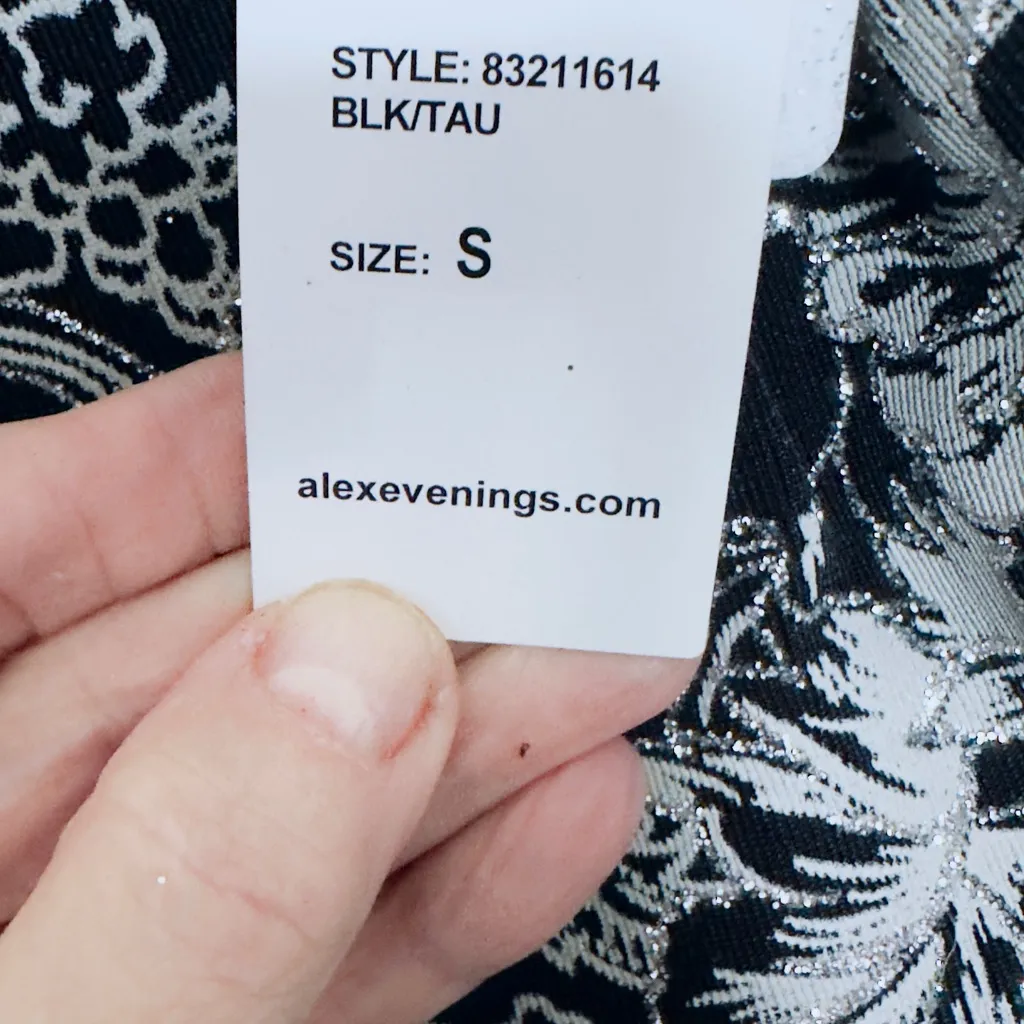 STYLE: 83211614
BLK/TAU
SIZE: S
alexevenings.com